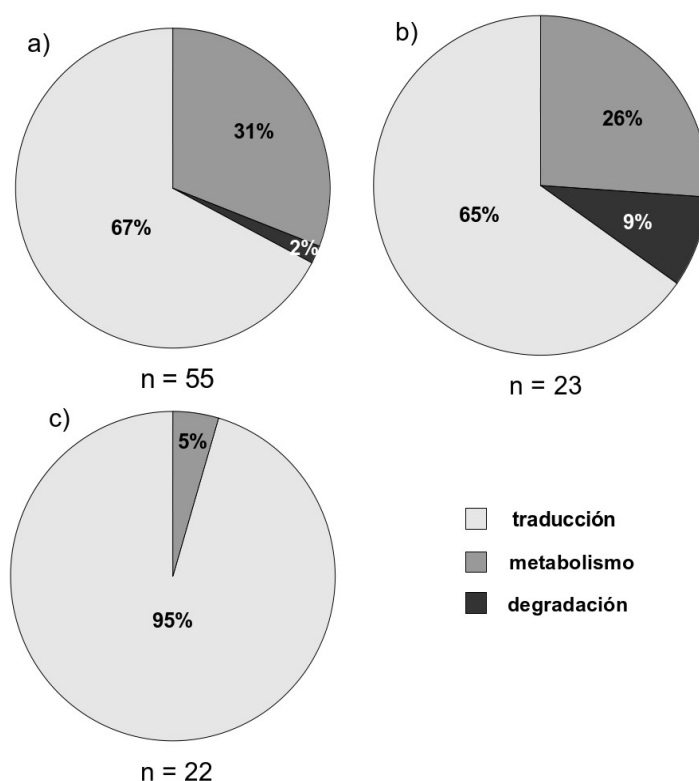 a)
31%
67%
2%
n = 55
b)
26%
65%
9%
n = 23
c)
5%
95%
n = 22
traducción
metabolismo
degradación